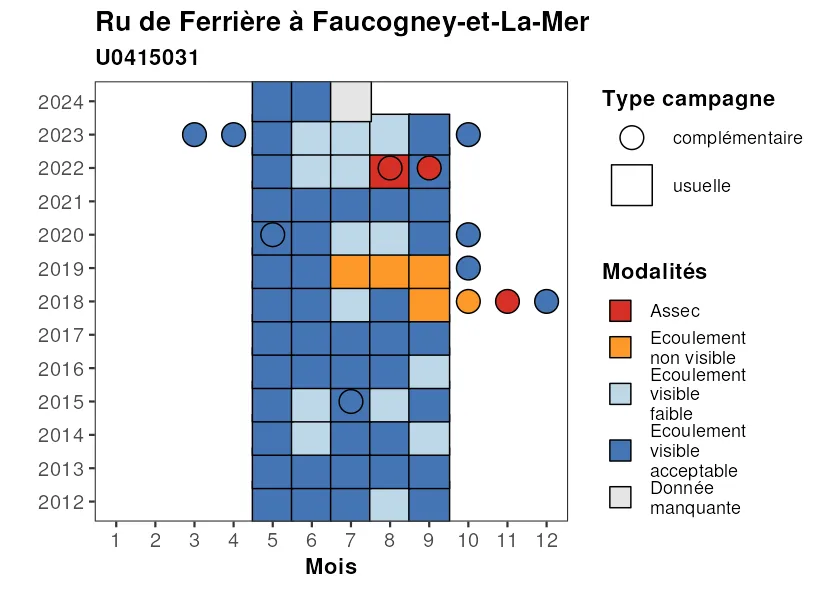 Ru de Ferrière à Faucogney-et-La-Mer
U0415031
2024
2023
2022
2021
2020
2019
2018
2017
2016
2015
2014
2013
2012
1 2 3 4 5 6 7 8 9 10 11 12
Mois
Type campagne
complémentaire
usuelle
Modalités
Assec
Ecoulement
non visible
Ecoulement
visible
faible
Ecoulement
visible
acceptable
Donnée
manquante